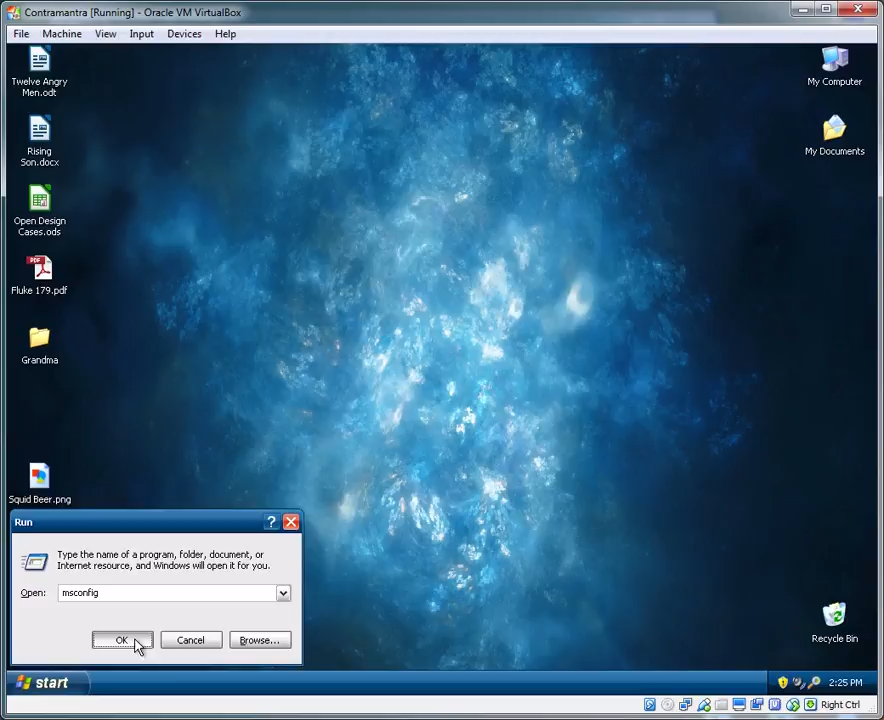 Contramantra [Running] - Oracle VM VirtualBox
File Machine View Input Devices Help
Twelve Angry
Men.odt
Rising
Son.docx
Open Design
Cases.ods
PDF
Fluke 179.pdf
Grandma
Squid Beer.png
My Computer
My Documents
Recycle Bin
Run
Type the name of a program, folder, document, or
Internet resource, and Windows will open it for you.
Open: msconfig
OK Cancel Browse...
start
2:25 PM
Right Ctrl